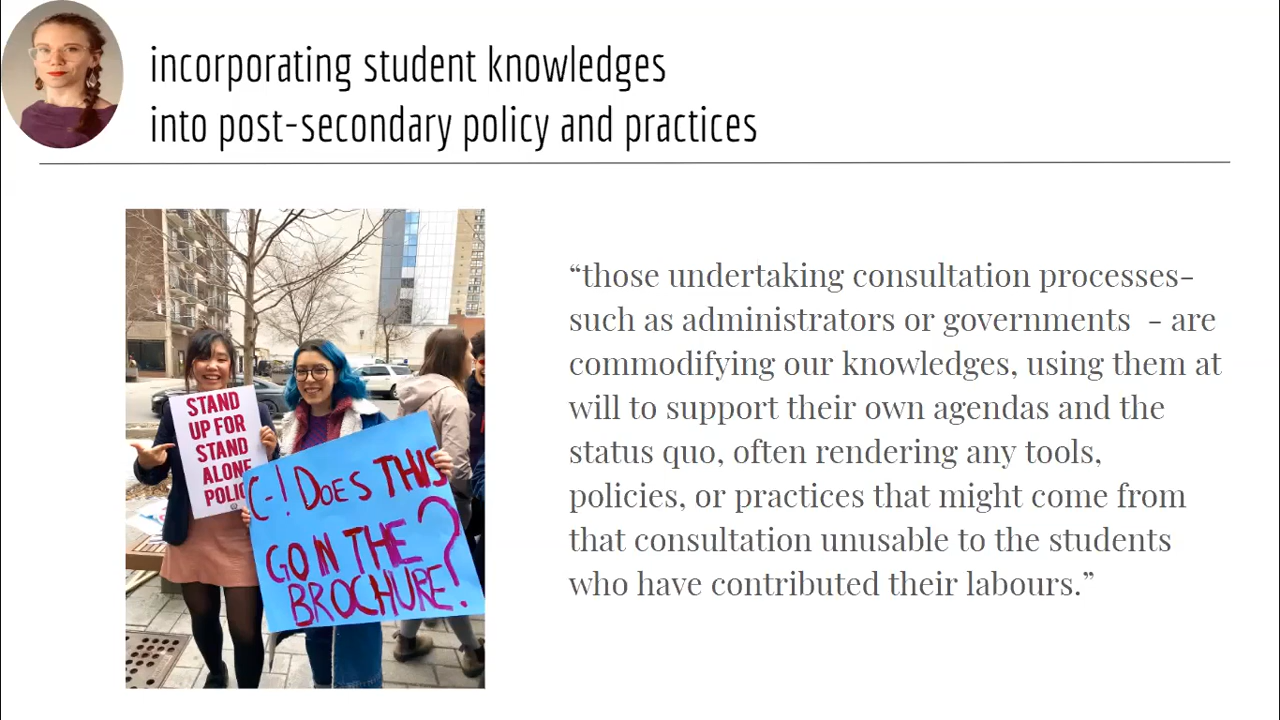 incorporating student knowledges
into post-secondary policy and practices
STAND
UP FOR
STAND
ALONE
C-! DOES THIS
GO IN THE
BROCHURE?
“those undertaking consultation processes-
such as administrators or governments - are
commodifying our knowledges, using them at
will to support their own agendas and the
status quo, often rendering any tools,
policies, or practices that might come from
that consultation unusable to the students
who have contributed their labours.”